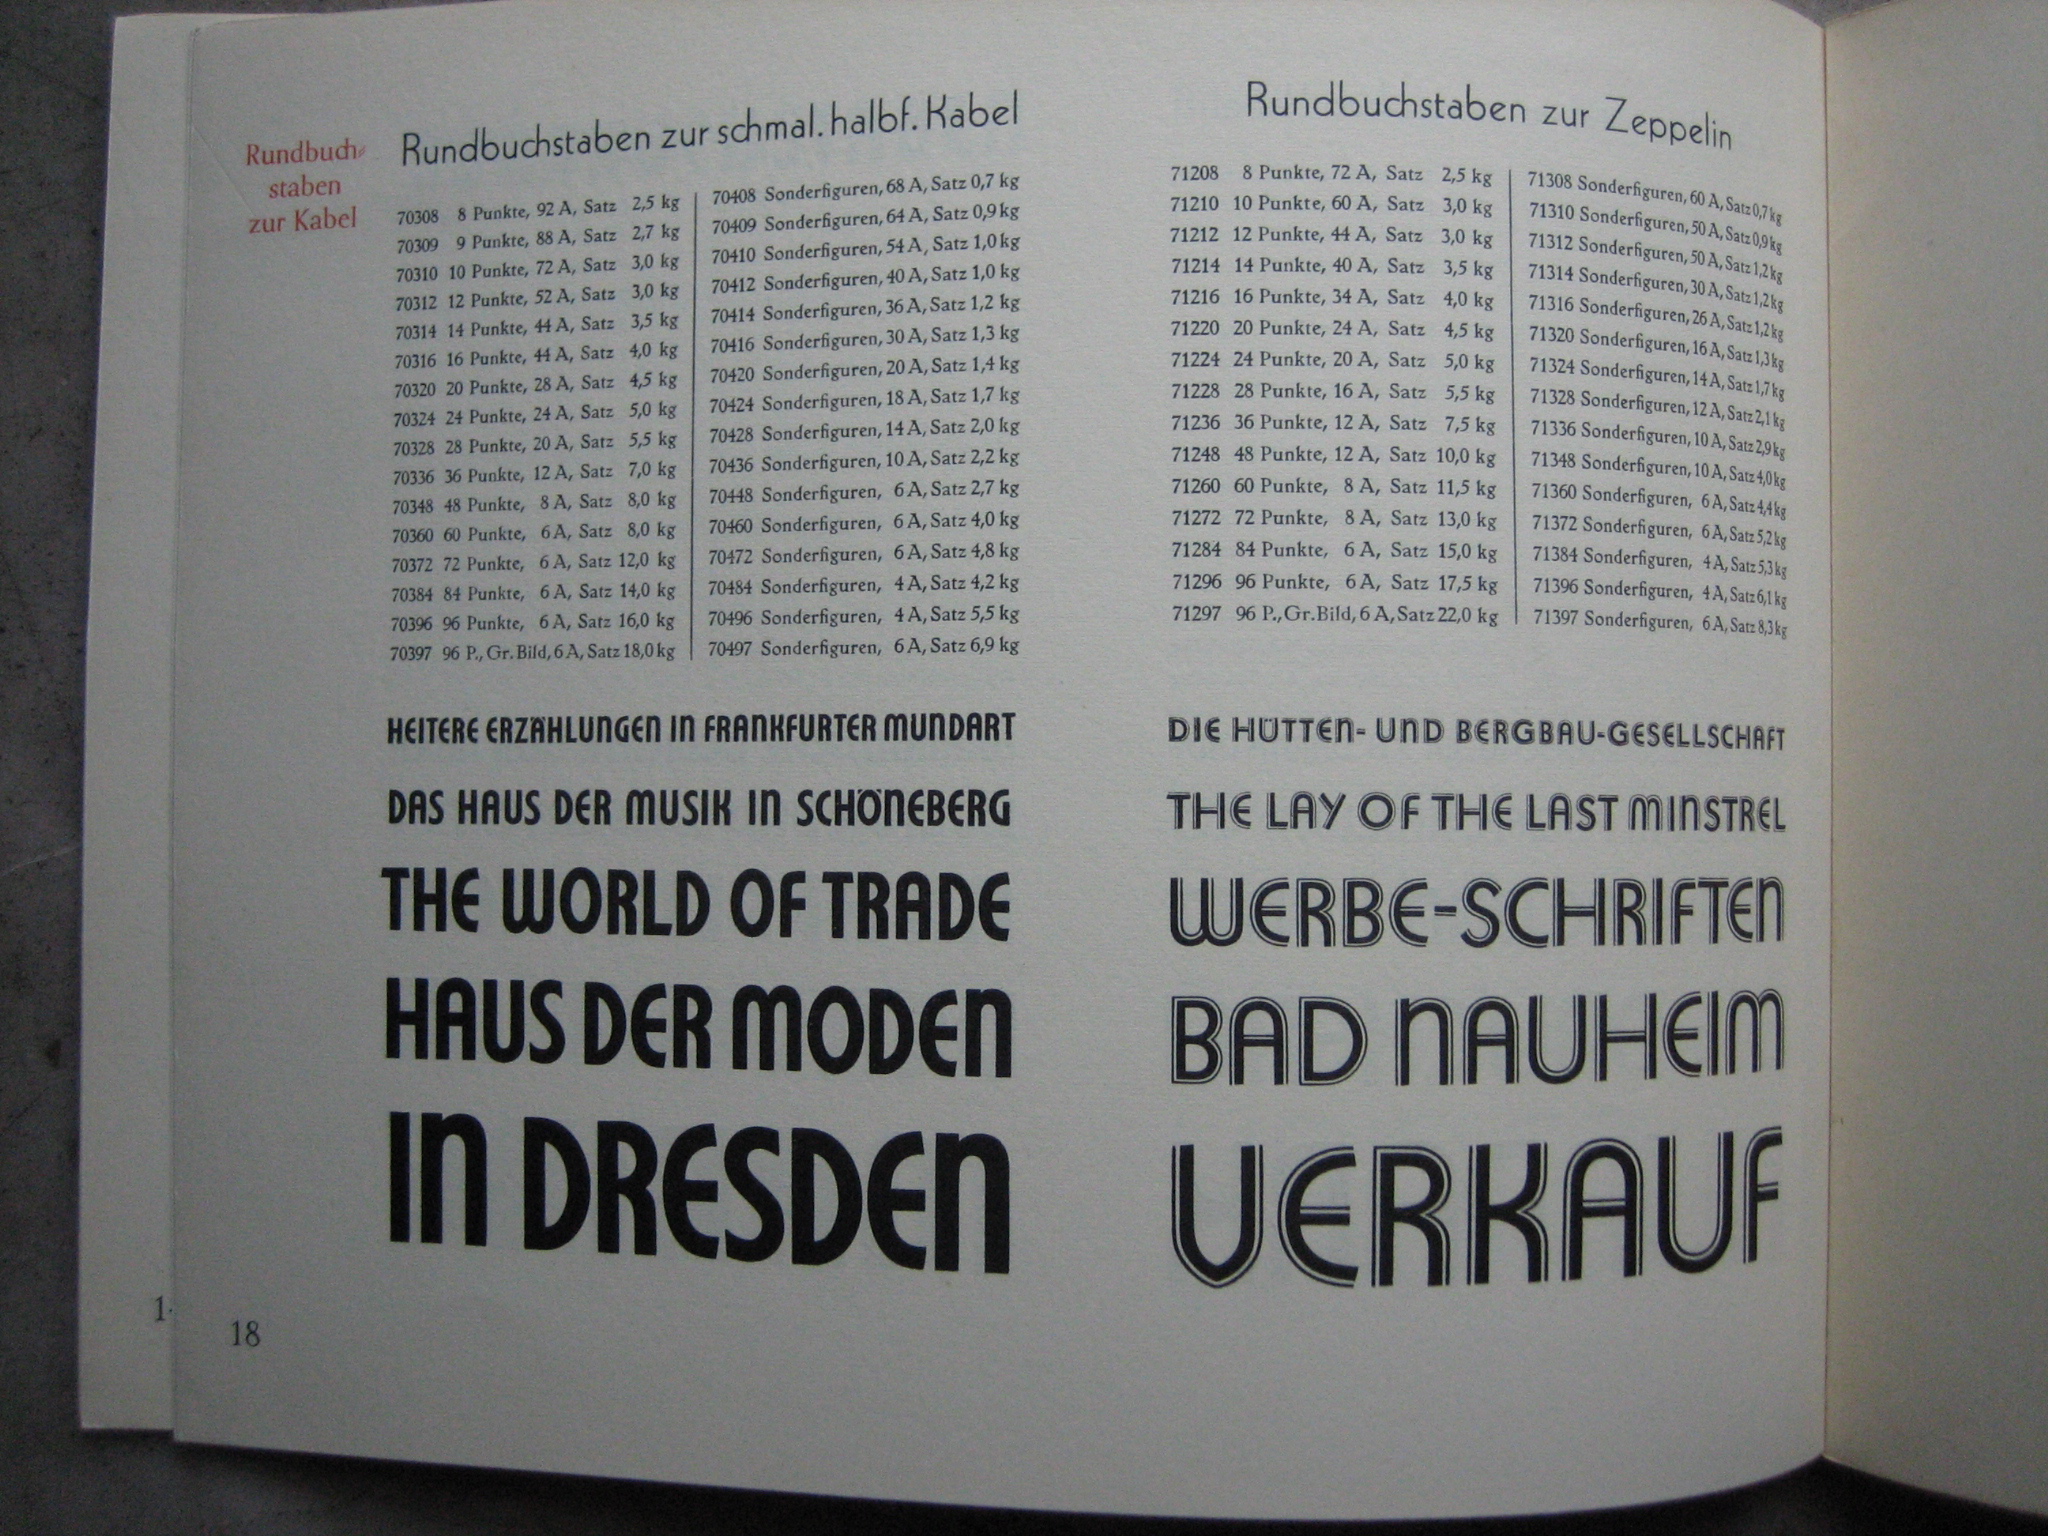 Rundbuch-
staben
zur Kabel
Rundbuchstaben zur schmal. halbf. Kabel
70308 8 Punkte, 92 A, Satz 2,5 kg
70309 9 Punkte, 88 A, Satz 2,7 kg
70310 10 Punkte, 72 A, Satz 3,0 kg
70312 12 Punkte, 52 A, Satz 3,0 kg
70314 14 Punkte, 44 A, Satz 3,5 kg
70316 16 Punkte, 44 A, Satz 4,0 kg
70320 20 Punkte, 28 A, Satz 4,5 kg
70324 24 Punkte, 24 A, Satz 5,0 kg
70328 28 Punkte, 20 A, Satz 5,5 kg
70336 36 Punkte, 12 A, Satz 7,0 kg
70348 48 Punkte, 8 A, Satz 8,0 kg
70360 60 Punkte, 6 A, Satz 8,0 kg
70372 72 Punkte, 6 A, Satz 12,0 kg
70384 84 Punkte, 6 A, Satz 14,0 kg
70396 96 Punkte, 6 A, Satz 16,0 kg
70397 96 P., Gr. Bild, 6 A, Satz 18,0 kg
70408 Sonderfiguren, 68 A, Satz 0,7 kg
70409 Sonderfiguren, 64 A, Satz 0,9 kg
70410 Sonderfiguren, 54 A, Satz 1,0 kg
70412 Sonderfiguren, 40 A, Satz 1,0 kg
70414 Sonderfiguren, 36 A, Satz 1,2 kg
70416 Sonderfiguren, 30 A, Satz 1,3 kg
70420 Sonderfiguren, 20 A, Satz 1,4 kg
70424 Sonderfiguren, 18 A, Satz 1,7 kg
70428 Sonderfiguren, 14 A, Satz 2,0 kg
70436 Sonderfiguren, 10 A, Satz 2,2 kg
70448 Sonderfiguren, 6 A, Satz 2,7 kg
70460 Sonderfiguren, 6 A, Satz 4,0 kg
70472 Sonderfiguren, 6 A, Satz 4,8 kg
70484 Sonderfiguren, 4 A, Satz 4,2 kg
70496 Sonderfiguren, 4 A, Satz 5,5 kg
70497 Sonderfiguren, 6 A, Satz 6,9 kg
HEITERE ERZÄHLUNGEN IN FRANKFURTER MUNDART
DAS HAUS DER MUSIK IN SCHÖNEBERG
THE WORLD OF TRADE
HAUS DER MODEN
IN DRESDEN
Rundbuchstaben zur Zeppelin
71208 8 Punkte, 72 A, Satz 2,5 kg
71210 10 Punkte, 60 A, Satz 3,0 kg
71212 12 Punkte, 44 A, Satz 3,0 kg
71214 14 Punkte, 40 A, Satz 3,5 kg
71216 16 Punkte, 34 A, Satz 4,0 kg
71220 20 Punkte, 24 A, Satz 4,5 kg
71224 24 Punkte, 20 A, Satz 5,0 kg
71228 28 Punkte, 16 A, Satz 5,5 kg
71236 36 Punkte, 12 A, Satz 7,5 kg
71248 48 Punkte, 12 A, Satz 10,0 kg
71260 60 Punkte, 8 A, Satz 11,5 kg
71272 72 Punkte, 8 A, Satz 13,0 kg
71284 84 Punkte, 6 A, Satz 15,0 kg
71296 96 Punkte, 6 A, Satz 17,5 kg
71297 96 P., Gr. Bild, 6 A, Satz 22,0 kg
71308 Sonderfiguren, 60 A, Satz 0,7 kg
71310 Sonderfiguren, 50 A, Satz 0,9 kg
71312 Sonderfiguren, 50 A, Satz 1,2 kg
71314 Sonderfiguren, 30 A, Satz 1,2 kg
71316 Sonderfiguren, 26 A, Satz 1,2 kg
71320 Sonderfiguren, 16 A, Satz 1,3 kg
71324 Sonderfiguren, 14 A, Satz 1,7 kg
71328 Sonderfiguren, 12 A, Satz 2,1 kg
71336 Sonderfiguren, 10 A, Satz 2,9 kg
71348 Sonderfiguren, 10 A, Satz 4,0 kg
71360 Sonderfiguren, 6 A, Satz 4,4 kg
71372 Sonderfiguren, 6 A, Satz 5,2 kg
71384 Sonderfiguren, 4 A, Satz 5,3 kg
71396 Sonderfiguren, 4 A, Satz 6,1 kg
71397 Sonderfiguren, 6 A, Satz 8,3 kg
DIE HÜTTEN- UND BERGBAU-GESELLSCHAFT
THE LAY OF THE LAST MINSTREL
WERBE-SCHRIFTEN
BAD NAUHEIM
VERKAUF
18